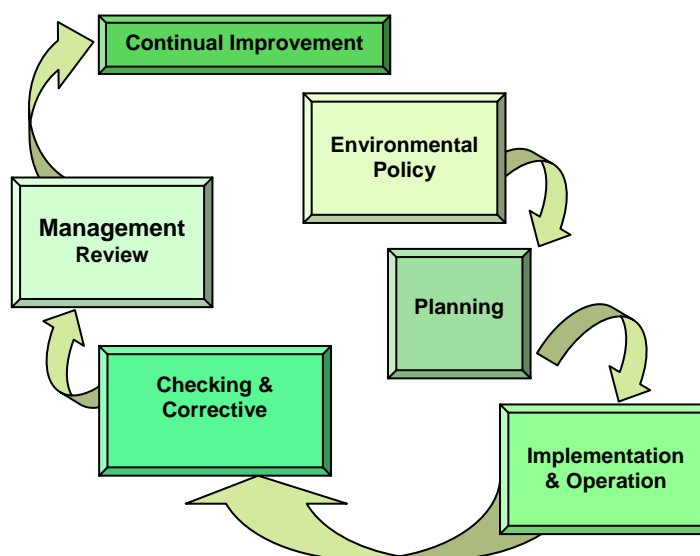 Continual Improvement
Environmental
Policy
Management
Review
Planning
Checking &
Corrective
Implementation
& Operation